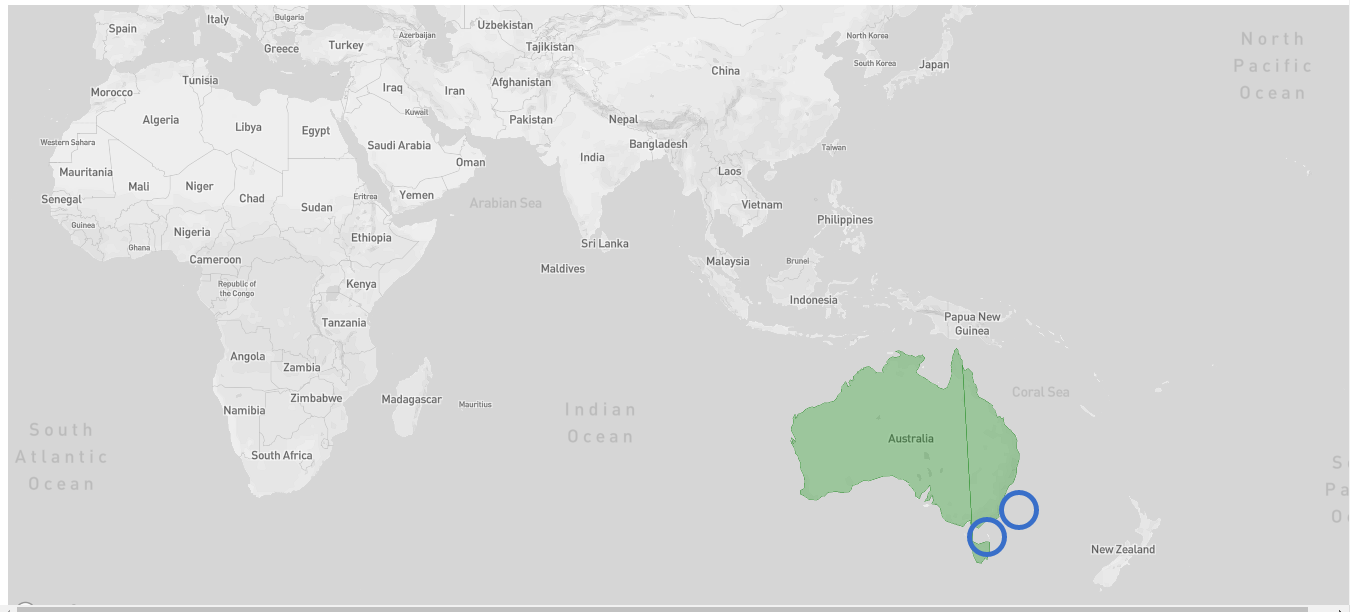 Spain
Italy
Bulgaria
Greece
Turkey
Azerbaijan
Uzbekistan
Tajikistan
North Korea
South Korea
Japan
China
North
Pacific
Ocean
Tunisia
Morocco
Iraq
Iran
Afghanistan
Kuwait
Pakistan
Nepal
Algeria
Libya
Egypt
Western Sahara
Saudi Arabia
Bangladesh
India
Taiwan
Oman
Mauritania
Mali
Niger
Chad
Laos
Senegal
Sudan
Eritrea
Yemen
Arabian Sea
Vietnam
Philippines
Guinea
Ghana
Nigeria
Ethiopia
Sri Lanka
Cameroon
Maldives
Malaysia
Brunei
Republic of
the Congo
Kenya
Indonesia
Tanzania
Papua New
Guinea
Angola
Zambia
Zimbabwe
Madagascar
Mauritius
Coral Sea
Namibia
Indian
Ocean
South
Atlantic
Ocean
Australia
South Africa
S
Pa
O
New Zealand